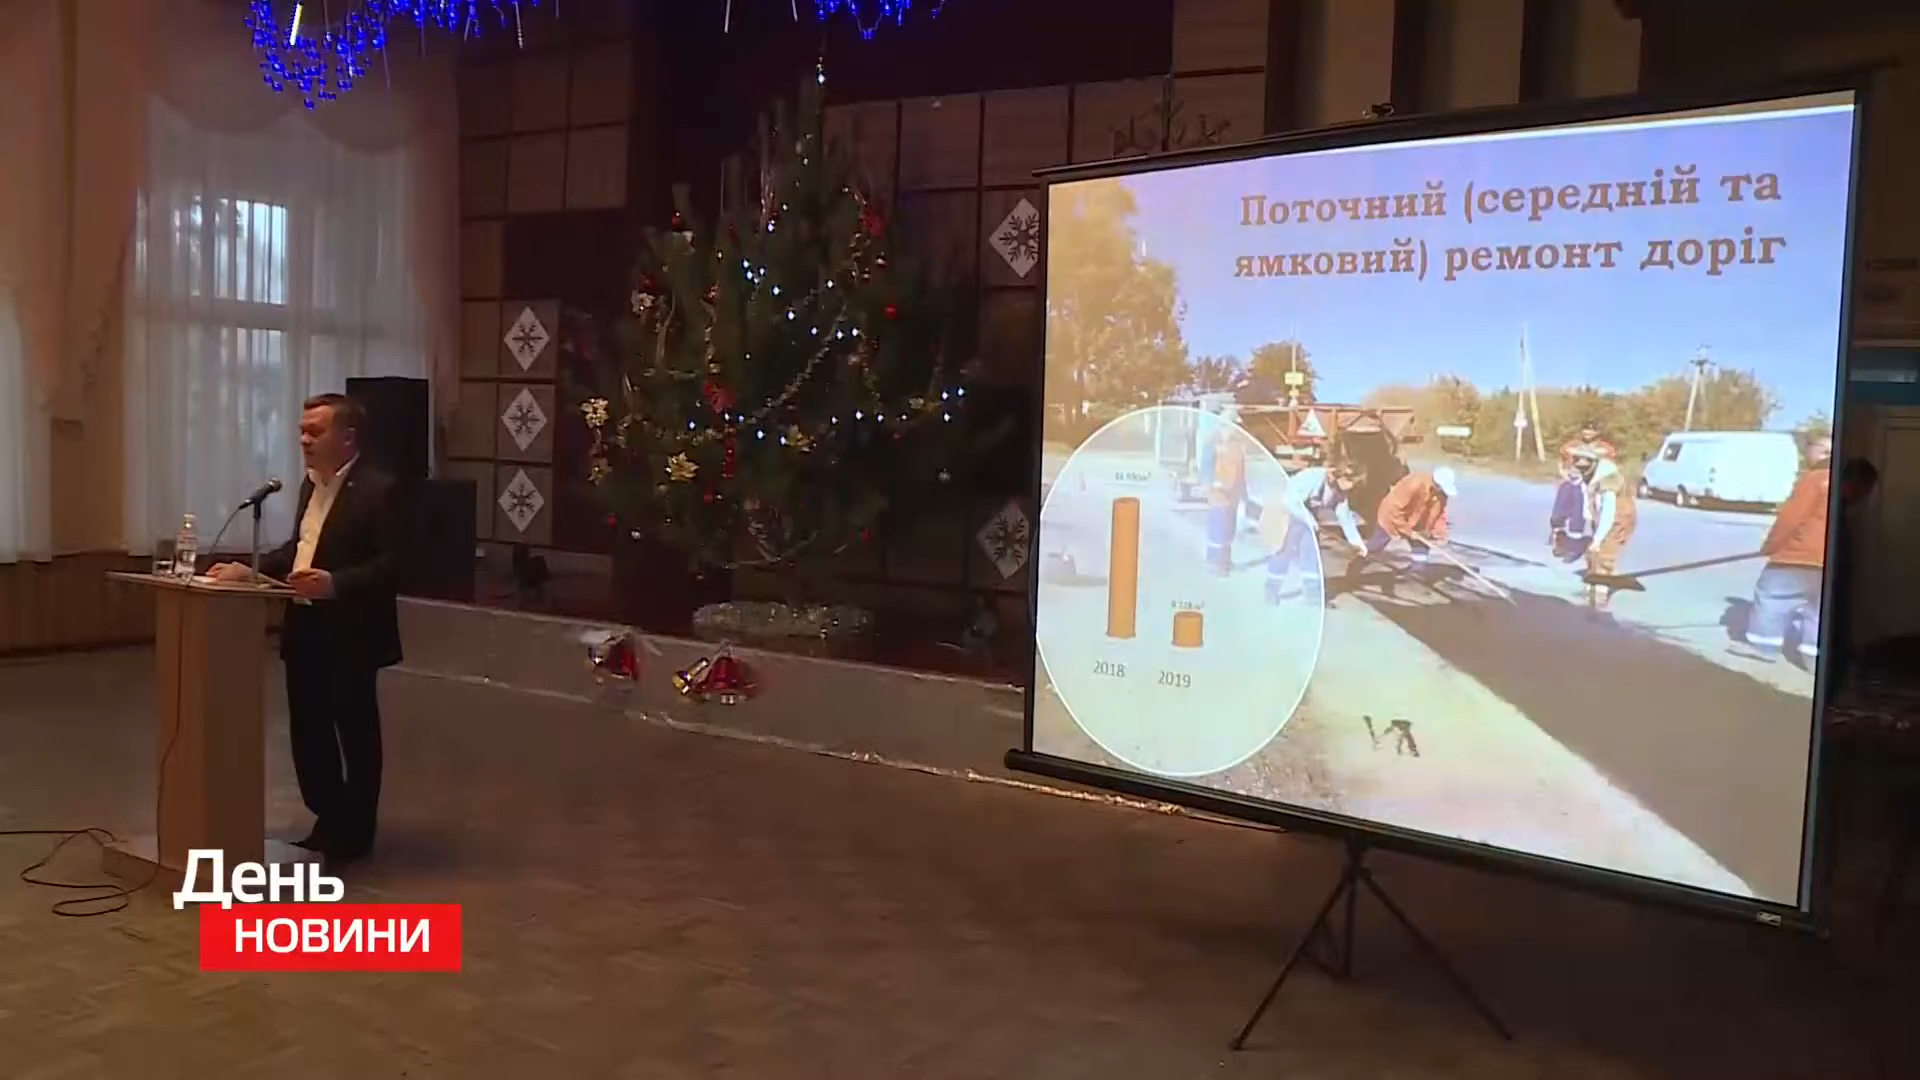 Поточний (середній та
ямковий) ремонт доріг
2018
2019
День
НОВИНИ